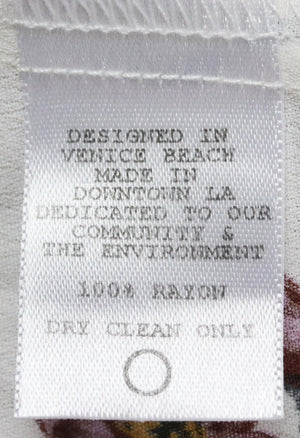 DESIGNED IN
VENICE BEACH
MADE IN
DOWNTOWN LA
DEDICATED TO OUR
COMMUNITY &
THE ENVIRONMENT
100% RAYON
DRY CLEAN ONLY